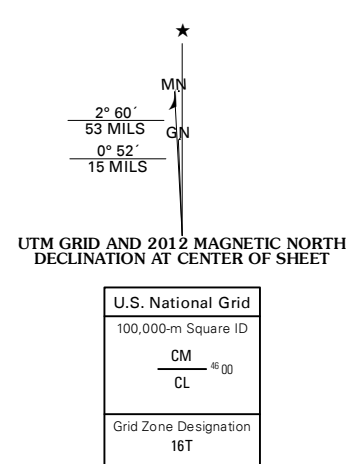 ★
MN
2° 60´
53 MILS
GN
0° 52´
15 MILS
UTM GRID AND 2012 MAGNETIC NORTH
DECLINATION AT CENTER OF SHEET
U.S. National Grid
100,000-m Square ID
CM
46 00
CL
Grid Zone Designation
16T